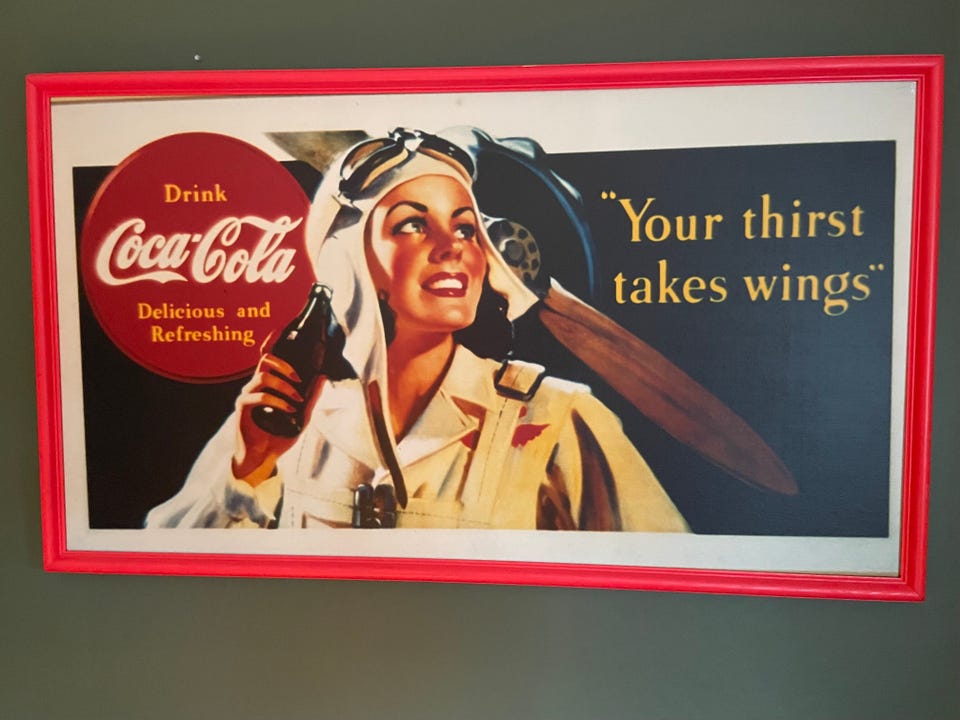 Drink
Coca-Cola
Delicious and
Refreshing
"Your thirst
takes wings"